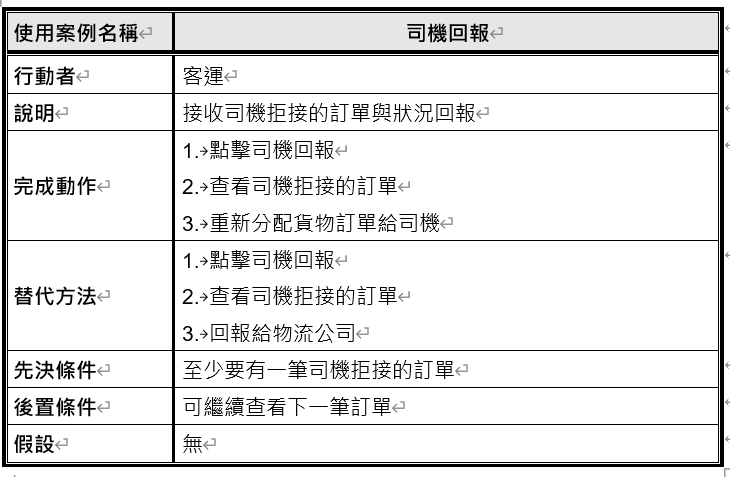 使用案例名稱 司機回報
行動者 客運
說明 接收司機拒接的訂單與狀況回報
完成動作
1.點擊司機回報
2.查看司機拒接的訂單
3.重新分配貨物訂單給司機
替代方法
1.點擊司機回報
2.查看司機拒接的訂單
3.回報給物流公司
先決條件 至少要有一筆司機拒接的訂單
後置條件 可繼續查看下一筆訂單
假設 無